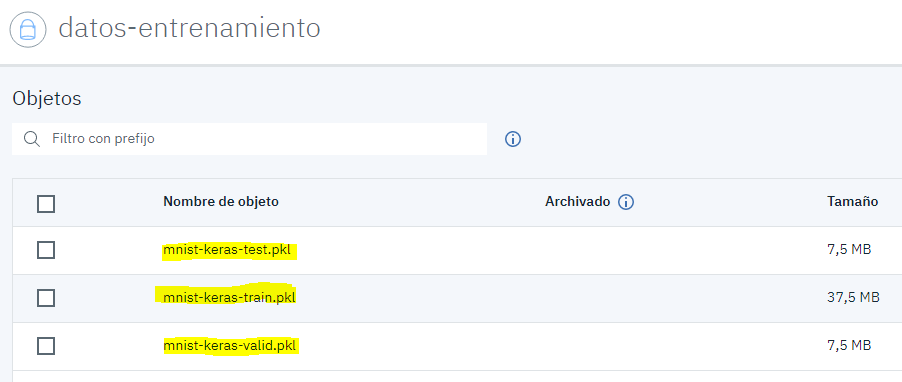 datos-entrenamiento
Objetos
Filtro con prefijo
Nombre de objeto Archivado Tamaño
mnist-keras-test.pkl 7,5 MB
mnist-keras-train.pkl 37,5 MB
mnist-keras-valid.pkl 7,5 MB